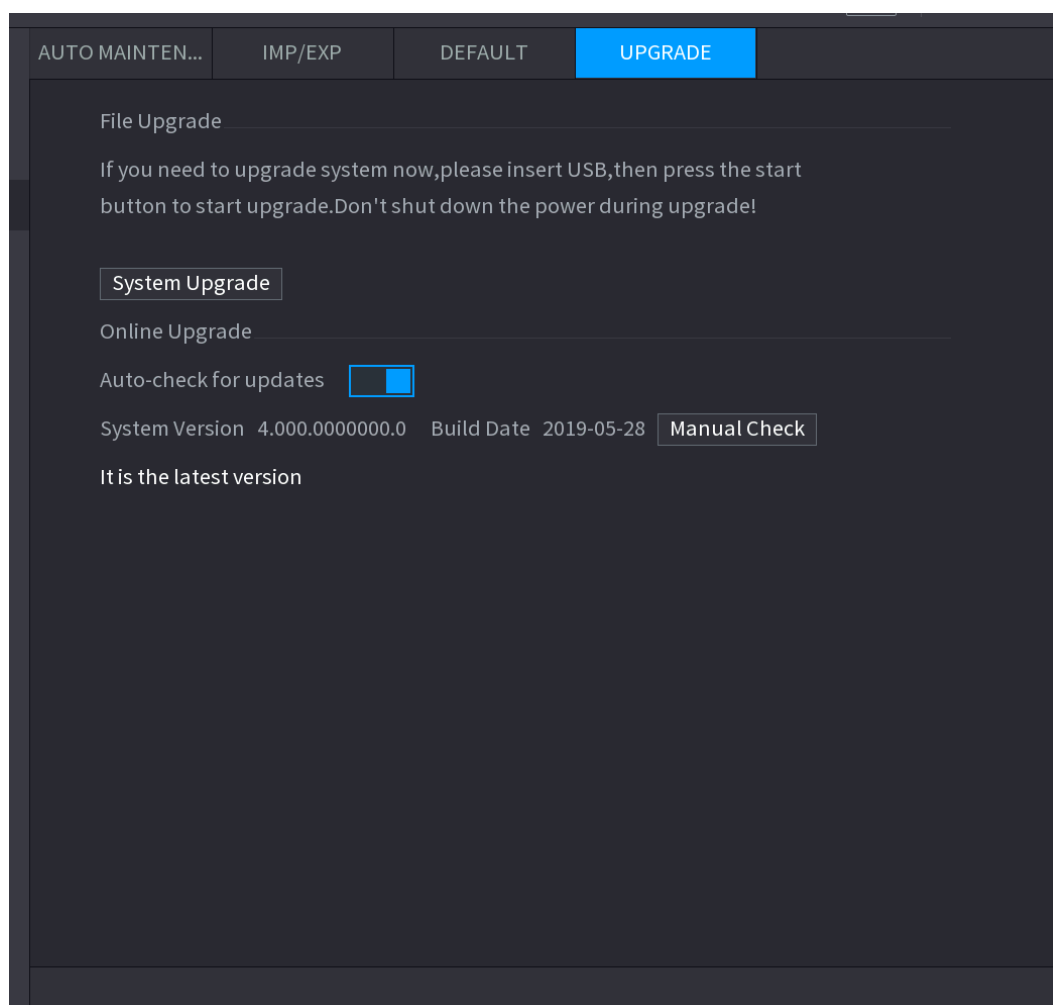 AUTO MAINTEN... IMP/EXP DEFAULT UPGRADE
File Upgrade
If you need to upgrade system now,please insert USB,then press the start
button to start upgrade.Don't shut down the power during upgrade!
System Upgrade
Online Upgrade
Auto-check for updates
System Version 4.000.0000000.0 Build Date 2019-05-28 Manual Check
It is the latest version